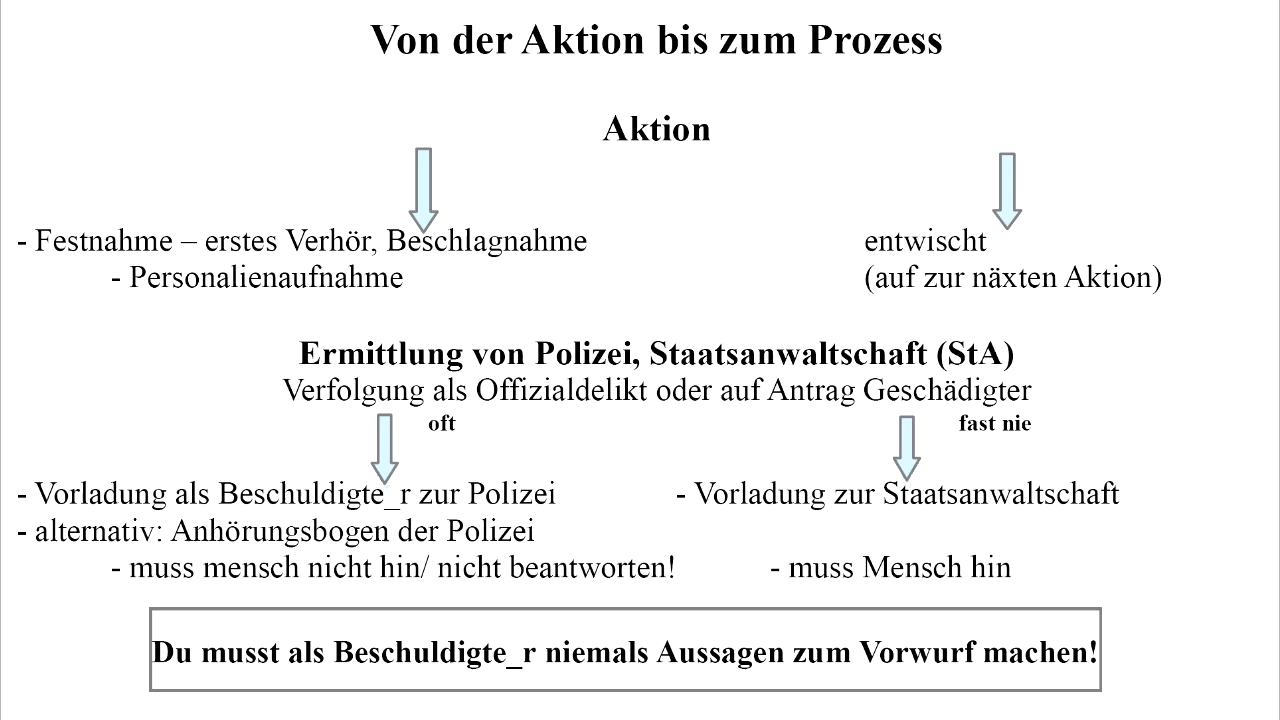 Von der Aktion bis zum Prozess
Aktion
- Festnahme – erstes Verhör, Beschlagnahme
- Personalienaufnahme
entwischt
(auf zur näxten Aktion)
Ermittlung von Polizei, Staatsanwaltschaft (StA)
Verfolgung als Offizialdelikt oder auf Antrag Geschädigter
oft
fast nie
- Vorladung als Beschuldigte_r zur Polizei
- alternativ: Anhörungsbogen der Polizei
- muss mensch nicht hin/ nicht beantworten!
- Vorladung zur Staatsanwaltschaft
- muss Mensch hin
Du musst als Beschuldigte_r niemals Aussagen zum Vorwurf machen!